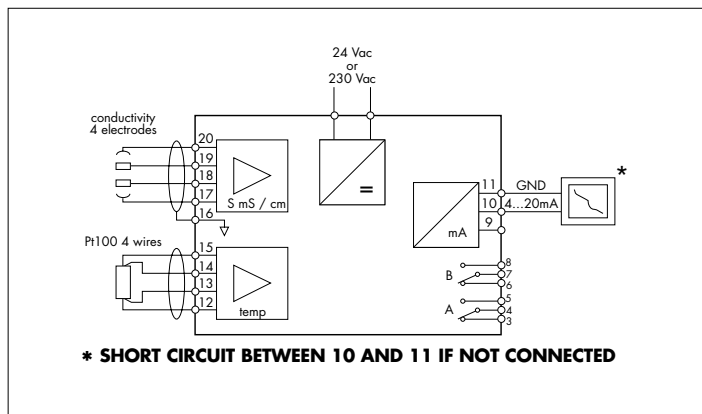 24 Vac
or
230 Vac
conductivity
4 electrodes
20
19
18
17
16
S mS / cm
=
11
10
9
GND
4...20mA
*
mA
Pt100 4 wires
15
14
13
12
temp
8
7
6
B
5
4
3
A
* SHORT CIRCUIT BETWEEN 10 AND 11 IF NOT CONNECTED